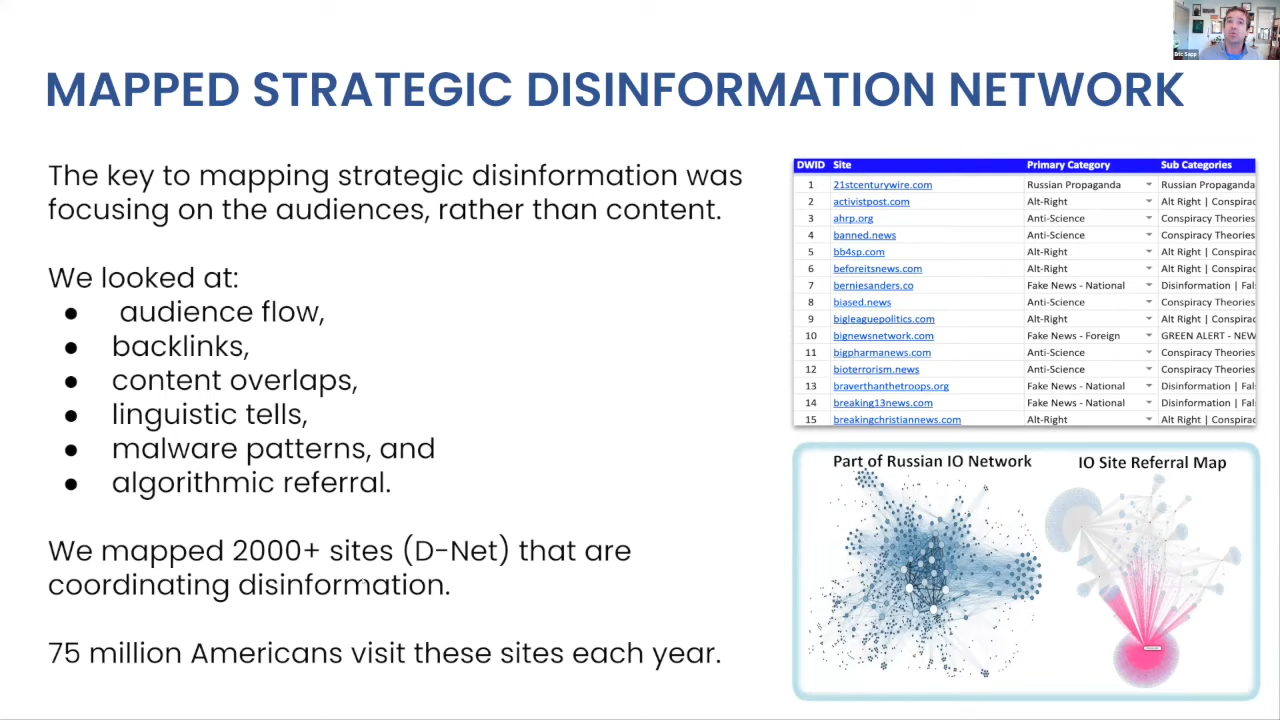 Eric Sapp
MAPPED STRATEGIC DISINFORMATION NETWORK
The key to mapping strategic disinformation was
focusing on the audiences, rather than content.
We looked at:
● audience flow,
● backlinks,
● content overlaps,
● linguistic tells,
● malware patterns, and
● algorithmic referral.
We mapped 2000+ sites (D-Net) that are
coordinating disinformation.
75 million Americans visit these sites each year.
DWID Site Primary Category Sub Categories
1 21stcenturywire.com Russian Propaganda Russian Propaganda
2 activistpost.com Alt-Right Alt Right | Conspirac
3 ahrp.org Anti-Science Conspiracy Theories
4 banned.news Anti-Science Conspiracy Theories
5 bb4sp.com Alt-Right Alt Right | Conspirac
6 beforeitsnews.com Alt-Right Alt Right | Conspirac
7 berniesanders.co Fake News - National Disinformation | Fal
8 biased.news Anti-Science Conspiracy Theories
9 bigleaguepolitics.com Alt-Right Alt Right | Conspirac
10 bignewsnetwork.com Fake News - Foreign GREEN ALERT - NEW
11 bigpharmanews.com Anti-Science Conspiracy Theories
12 bioterrorism.news Anti-Science Conspiracy Theories
13 braverthanthetroops.org Fake News - National Disinformation | Fal
14 breaking13news.com Fake News - National Disinformation | Fal
15 breakingchristiannews.com Alt-Right Alt Right | Conspirac
Part of Russian IO Network
IO Site Referral Map